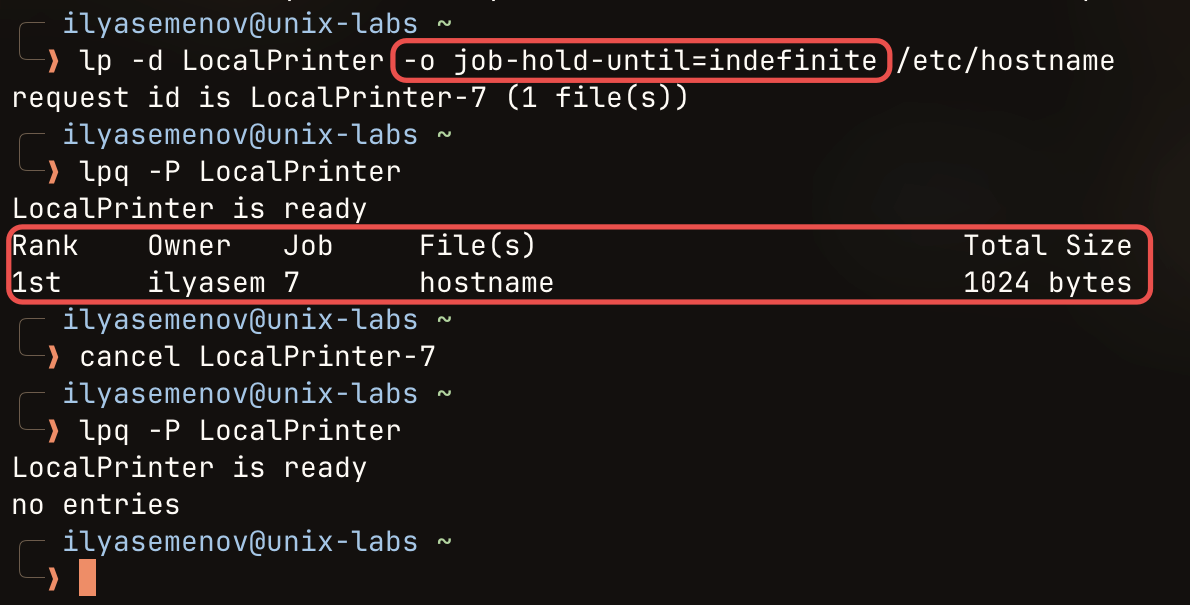 ilyasemenov@unix-labs ~
❱ lp -d LocalPrinter -o job-hold-until=indefinite /etc/hostname
request id is LocalPrinter-7 (1 file(s))
ilyasemenov@unix-labs ~
❱ lpq -P LocalPrinter
LocalPrinter is ready
Rank    Owner   Job     File(s)                         Total Size
1st     ilyasem 7       hostname                        1024 bytes
ilyasemenov@unix-labs ~
❱ cancel LocalPrinter-7
ilyasemenov@unix-labs ~
❱ lpq -P LocalPrinter
LocalPrinter is ready
no entries
ilyasemenov@unix-labs ~
❱